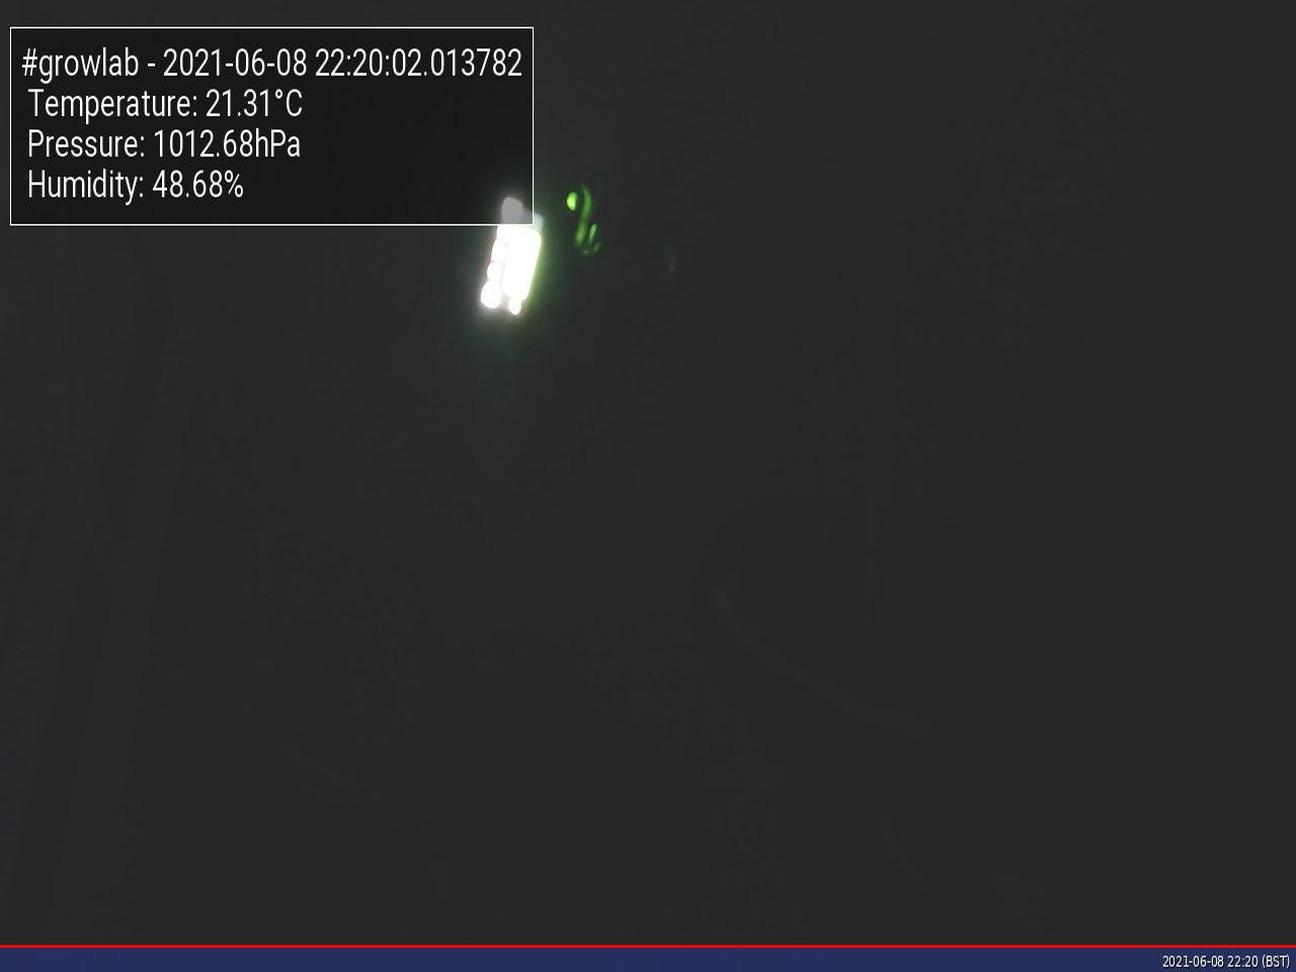 #growlab - 2021-06-08 22:20:02.013782
Temperature: 21.31°C
Pressure: 1012.68hPa
Humidity: 48.68%
2021-06-08 22:20 (BST)